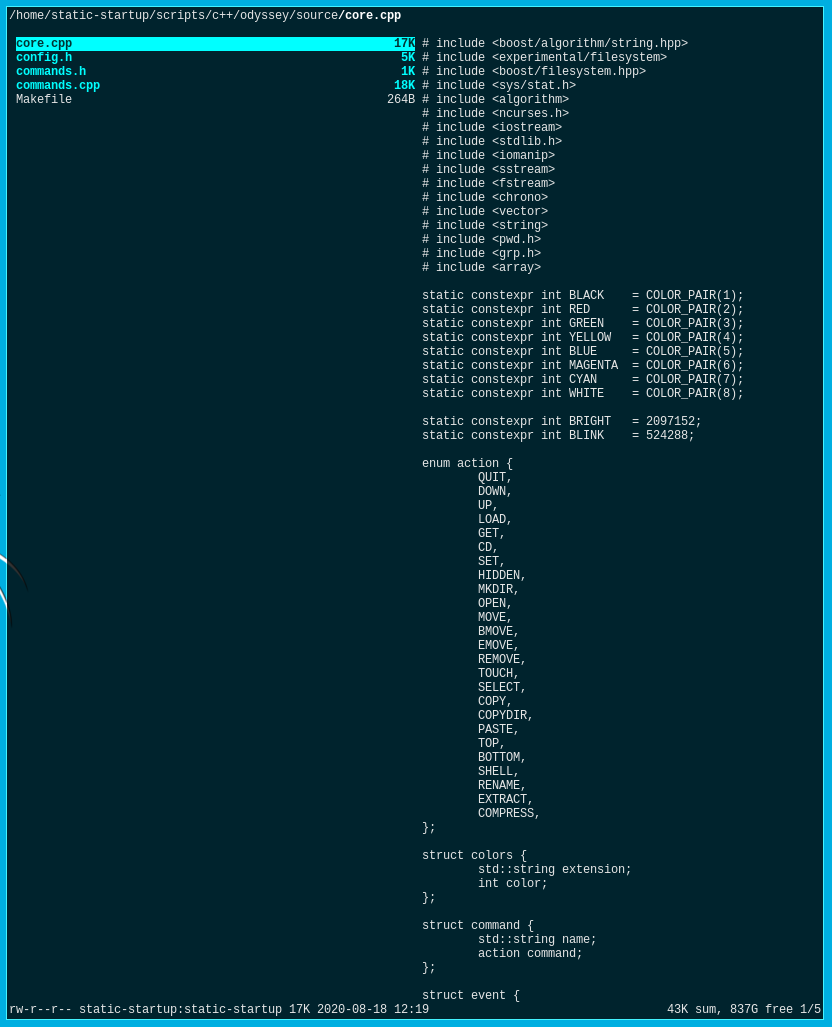 /home/static-startup/scripts/c++/odyssey/source/core.cpp
core.cpp 17K
config.h 5K
commands.h 1K
commands.cpp 18K
Makefile 264B
# include <boost/algorithm/string.hpp>
# include <experimental/filesystem>
# include <boost/filesystem.hpp>
# include <sys/stat.h>
# include <algorithm>
# include <ncurses.h>
# include <iostream>
# include <stdlib.h>
# include <iomanip>
# include <sstream>
# include <fstream>
# include <chrono>
# include <vector>
# include <string>
# include <pwd.h>
# include <grp.h>
# include <array>
static constexpr int BLACK    = COLOR_PAIR(1);
static constexpr int RED      = COLOR_PAIR(2);
static constexpr int GREEN    = COLOR_PAIR(3);
static constexpr int YELLOW   = COLOR_PAIR(4);
static constexpr int BLUE     = COLOR_PAIR(5);
static constexpr int MAGENTA  = COLOR_PAIR(6);
static constexpr int CYAN     = COLOR_PAIR(7);
static constexpr int WHITE    = COLOR_PAIR(8);
static constexpr int BRIGHT   = 2097152;
static constexpr int BLINK    = 524288;
enum action {
        QUIT,
        DOWN,
        UP,
        LOAD,
        GET,
        CD,
        SET,
        HIDDEN,
        MKDIR,
        OPEN,
        MOVE,
        BMOVE,
        EMOVE,
        REMOVE,
        TOUCH,
        SELECT,
        COPY,
        COPYDIR,
        PASTE,
        TOP,
        BOTTOM,
        SHELL,
        RENAME,
        EXTRACT,
        COMPRESS,
};
struct colors {
        std::string extension;
        int color;
};
struct command {
        std::string name;
        action command;
};
struct event {
rw-r--r-- static-startup:static-startup 17K 2020-08-18 12:19 43K sum, 837G free 1/5